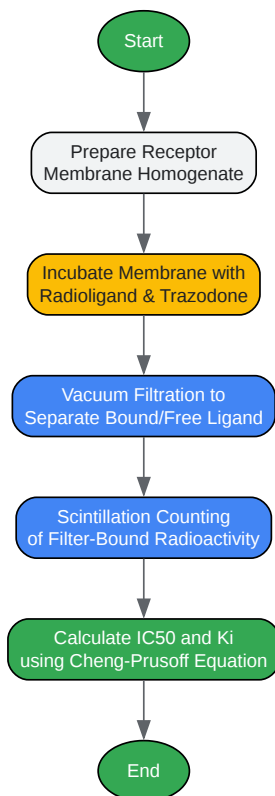 Start
Prepare Receptor
Membrane Homogenate
Incubate Membrane with
Radioligand & Trazodone
Vacuum Filtration to
Separate Bound/Free Ligand
Scintillation Counting
of Filter-Bound Radioactivity
Calculate IC50 and Ki
using Cheng-Prusoff Equation
End